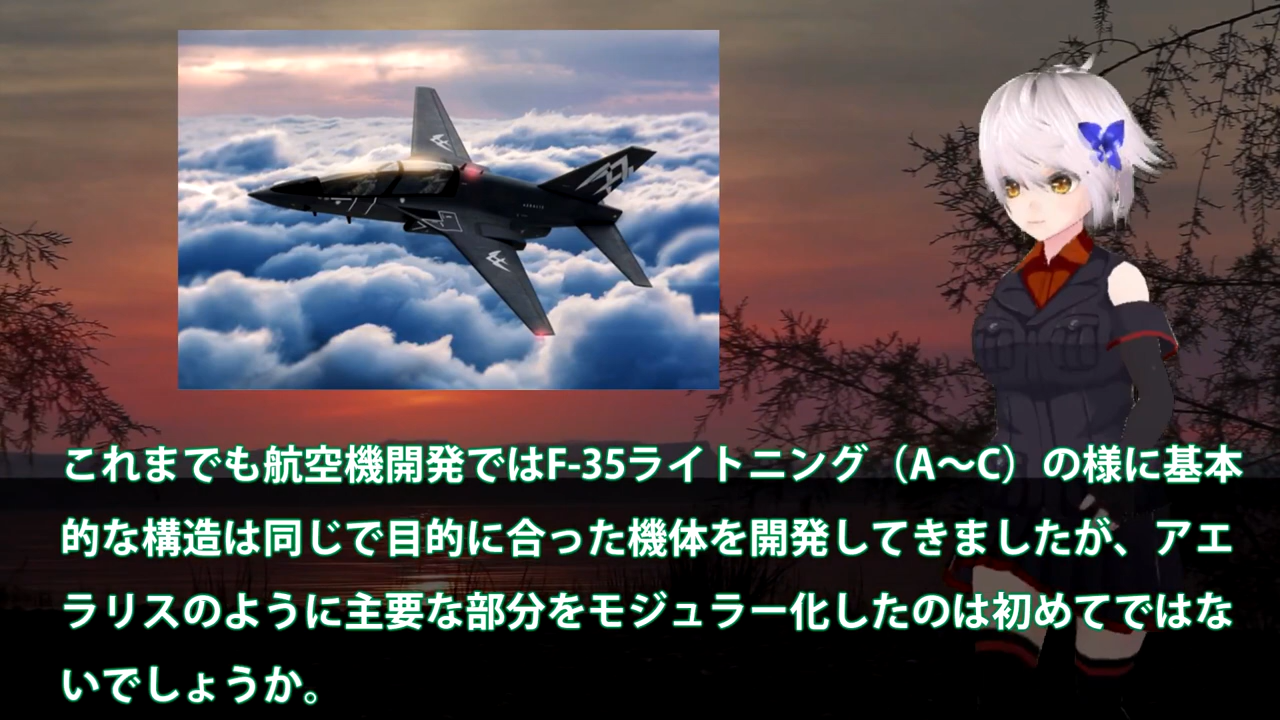 これまでも航空機開発ではF-35ライトニング（A～C）の様に基本
的な構造は同じで目的に合った機体を開発してきましたが、アエ
ラリスのように主要な部分をモジュラー化したのは初めてではな
いでしょうか。